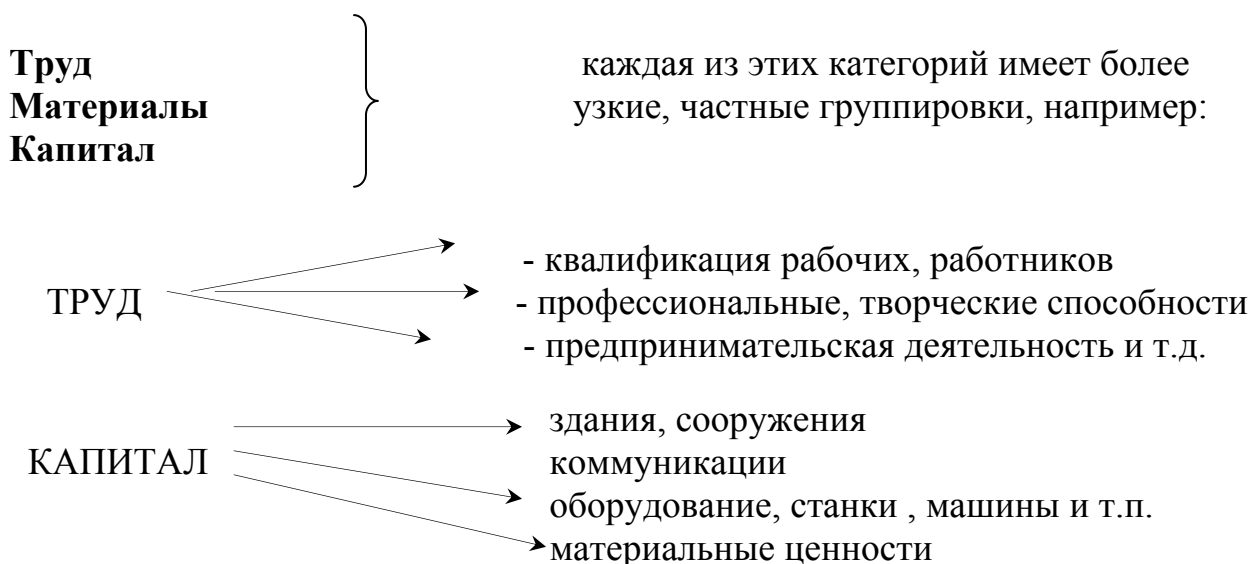 Труд
Материалы
Капитал
каждая из этих категорий имеет более
узкие, частные группировки, например:
ТРУД
- квалификация рабочих, работников
- профессиональные, творческие способности
- предпринимательская деятельность и т.д.
КАПИТАЛ
здания, сооружения
коммуникации
оборудование, станки , машины и т.п.
материальные ценности